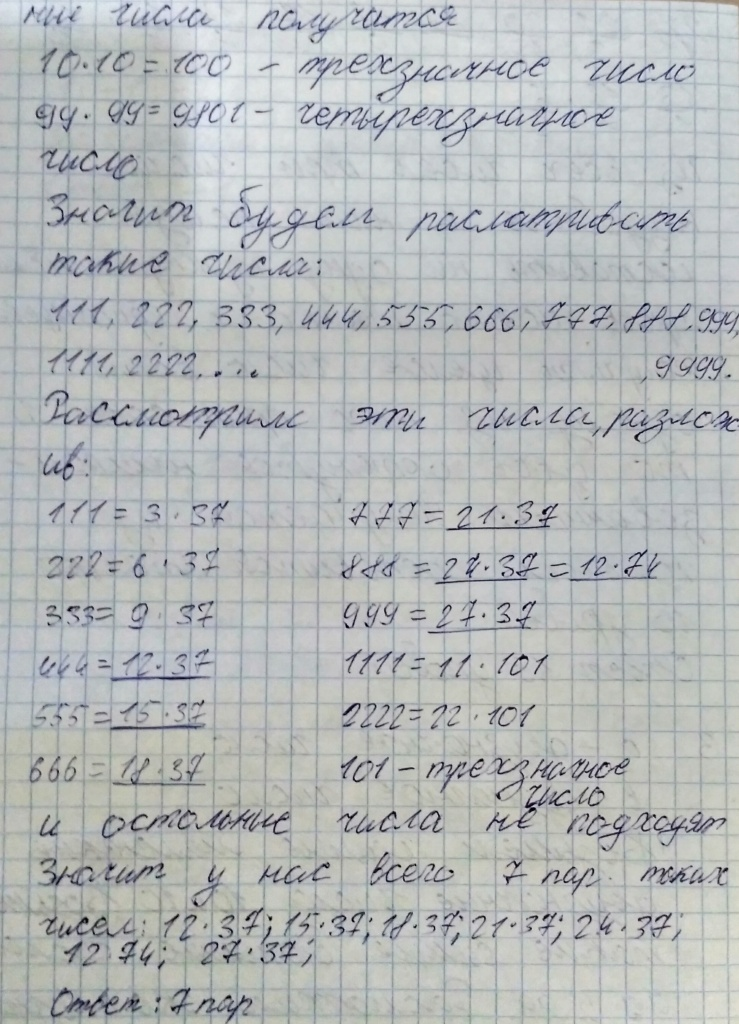 ние числа получатся
10·10=100 – трехзначное число
99·99=9801 – четырехзначное
число
Значит будем расматривать
такие числа:
111, 222, 333, 444, 555, 666, 777, 888, 999,
1111, 2222, ... , 9999.
Рассмотрим эти числа, разлож
ив:
111 = 3·37 777 = 21·37
222 = 6·37 888 = 24·37 = 12·74
333 = 9·37 999 = 27·37
444 = 12·37 1111 = 11·101
555 = 15·37 2222 = 22·101
666 = 18·37 101 – трехзначное
число
и остольные числа не подходят
Значит у нас всего 7 пар таких
чисел: 12·37; 15·37; 18·37; 21·37; 24·37;
12·74; 27·37;
Ответ: 7 пар